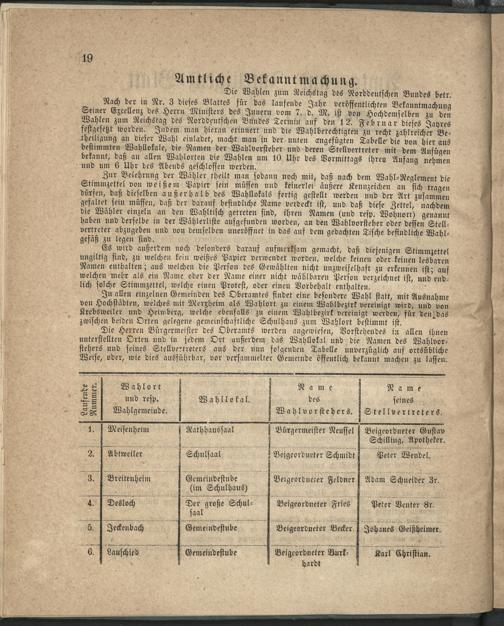 19
Amtliche Bekanntmachung.
Die Wahlen zum Reichstag des Norddeutschen Bundes betr.
Nach der in Nr. 3 dieses Blattes für das laufende Jahr veröffentlichten Bekanntmachung
Seiner Excellenz des Herrn Ministers des Innern vom 7. d. M. ist von Hochdemselben zu den
Wahlen zum Reichstag des Norddeutschen Bundes Termin auf den 12. Februar dieses Jahres
festgesetzt worden. Indem man hieran erinnert und die Wahlberechtigten zu recht zahlreicher Be-
theiligung an dieser Wahl einladet, macht man in der unten angefügten Tabelle die von hier aus
bestimmten Wahllokale, die Namen der Wahlvorsteher und deren Stellvertreter mit dem Anfügen
bekannt, daß an allen Wahlorten die Wahlen um 10 Uhr des Vormittags ihren Anfang nehmen
und um 6 Uhr des Abends geschlossen werden.
Zur Belehrung der Wähler theilt man sodann noch mit, daß nach dem Wahl-Reglement die
Stimmzettel von weißem Papier sein müssen und keinerlei äußere Kennzeichen an sich tragen
dürfen, daß dieselben außerhalb des Wahllokals fertig gestellt werden und der Art zusammen
gefaltet sein müssen, daß der darauf befindliche Name verdeckt ist, und daß diese Zettel, nachdem
die Wähler einzeln an den Wahltisch getreten sind, ihren Namen (und resp. Wohnort) genannt
haben und derselbe in der Wählerliste aufgefunden worden, an den Wahlvorsteher oder dessen Stell-
vertreter abzugeben und von demselben uneröffnet in das auf dem gedachten Tische befindliche Wahl-
gefäß zu legen sind.
Es wird außerdem noch besonders darauf aufmerksam gemacht, daß diejenigen Stimmzettel
ungiltig sind, zu welchen kein weißes Papier verwendet worden, welche keinen oder keinen lesbaren
Namen enthalten; aus welchen die Person des Gewählten nicht unzweifelhaft zu erkennen ist; auf
welchen mehr als ein Name oder der Name einer nicht wählbaren Person verzeichnet ist, und end-
lich solche Stimmzettel, welche einen Protest, oder einen Vorbehalt enthalten.
In allen einzelnen Gemeinden des Oberamts findet eine besondere Wahl statt, mit Ausnahme
von Hochstädten, welches mit Merxheim als Wahlort zu einem Wahlbezirk vereinigt wird, und von
Krebsweiler und Heimberg, welche ebenfalls zu einem Wahlbezirk vereinigt werden, für den das
zwischen beiden Orten gelegene gemeinschaftliche Schulhaus zum Wahlort bestimmt ist.
Die Herren Bürgermeister des Oberamts werden angewiesen, Vorstehendes in allen ihnen
unterstellten Orten und in jedem Ort außerdem das Wahllokal und die Namen des Wahlvor-
stehers und seines Stellvertreters aus der nun folgenden Tabelle unverzüglich auf ortsübliche
Weise, oder, wie dies ausführbar, vor versammelter Gemeinde öffentlich bekannt machen zu lassen.
Laufende Nummer. Wahlort und resp. Wahlgemeinde. Wahllokal. Name des Wahlvorstehers. Name seines Stellvertreters.
1. Meisenheim Rathhaussaal Bürgermeister Neussel Beigeordneter Gustav
Schilling, Apotheker.
2. Abtweiler Schulsaal Beigeordneter Schmidt Peter Wendel.
3. Breitenheim Gemeindestube Beigeordneter Feldner Adam Schneider 3r.
(im Schulhaus)
4. Desloch Der große Schul- Beigeordneter Fries Peter Venter 8r.
saal
5. Jeckenbach Gemeindestube Beigeordneter Becker Johanes Geißheimer.
6. Lauschied Gemeindestube Beigeordneter Burk- Karl Christian.
hardt